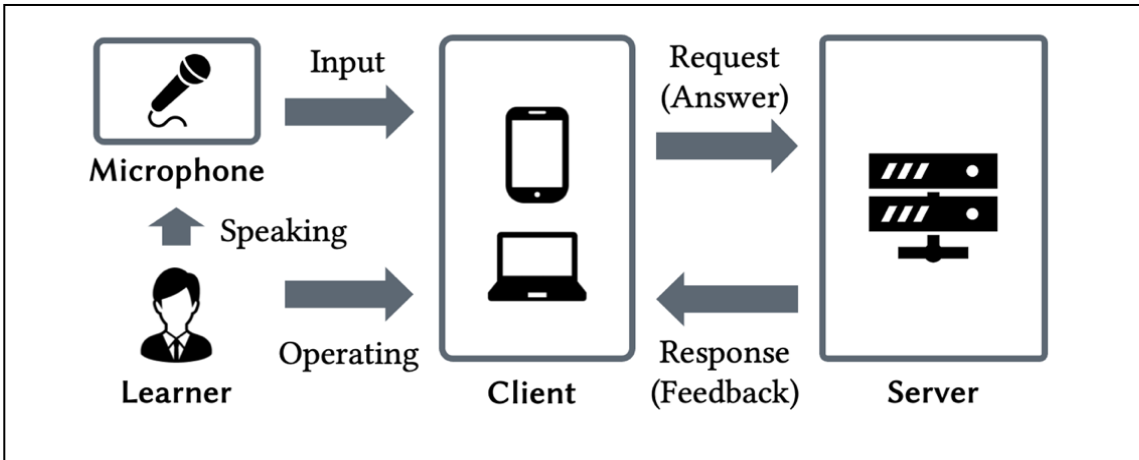 Input
Microphone
Speaking
Operating
Learner
Client
Request
(Answer)
Response
(Feedback)
Server